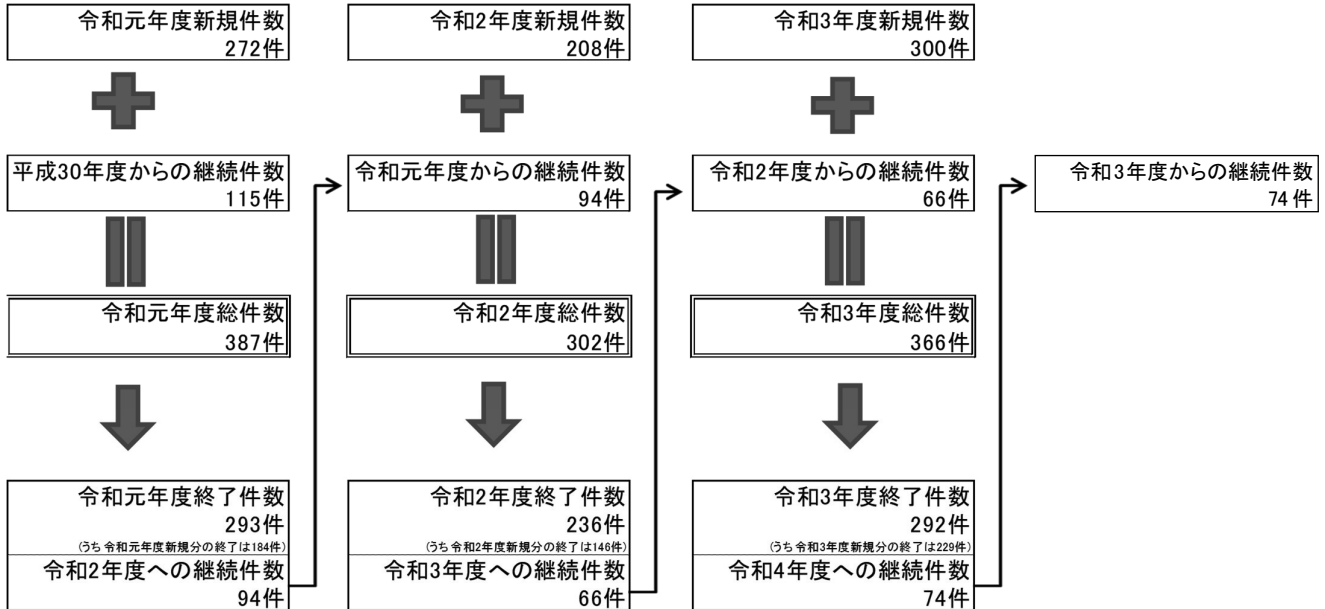 令和元年度新規件数
272件
平成30年度からの継続件数
115件
令和元年度総件数
387件
令和元年度終了件数
293件
(うち令和元年度新規分の終了は184件)
令和2年度への継続件数
94件
令和2年度新規件数
208件
令和元年度からの継続件数
94件
令和2年度総件数
302件
令和2年度終了件数
236件
(うち令和2年度新規分の終了は146件)
令和3年度への継続件数
66件
令和3年度新規件数
300件
令和2年度からの継続件数
66件
令和3年度総件数
366件
令和3年度終了件数
292件
(うち令和3年度新規分の終了は229件)
令和4年度への継続件数
74件
令和3年度からの継続件数
74件